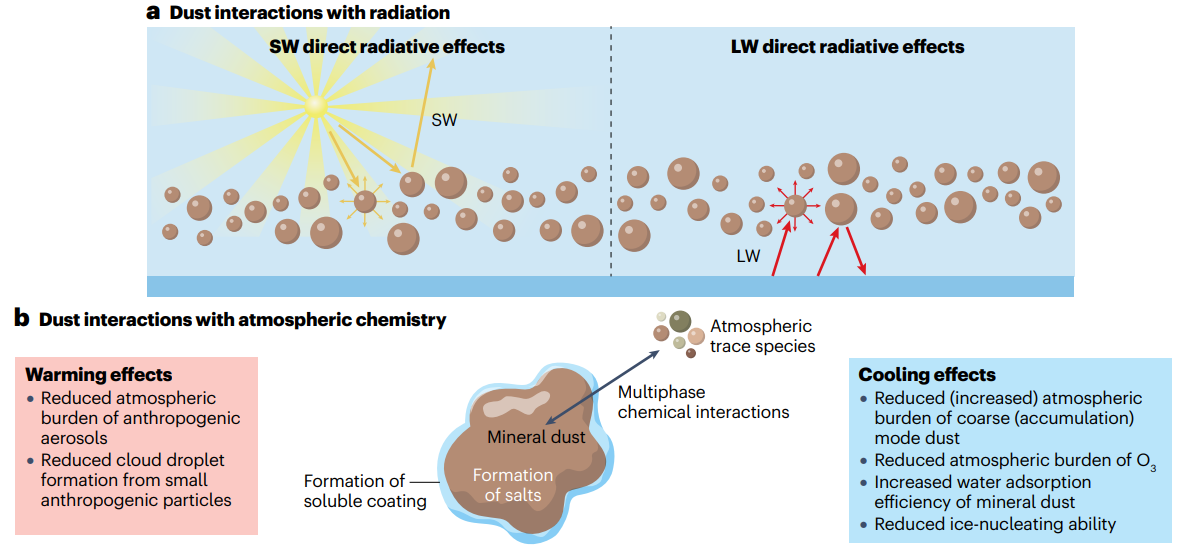 a Dust interactions with radiation
SW direct radiative effects
LW direct radiative effects
SW
LW
b Dust interactions with atmospheric chemistry
Warming effects
• Reduced atmospheric
burden of anthropogenic
aerosols
• Reduced cloud droplet
formation from small
anthropogenic particles
Atmospheric
trace species
Multiphase
chemical interactions
Mineral dust
Formation of
soluble coating
Formation
of salts
Cooling effects
• Reduced (increased) atmospheric
burden of coarse (accumulation)
mode dust
• Reduced atmospheric burden of O₃
• Increased water adsorption
efficiency of mineral dust
• Reduced ice-nucleating ability